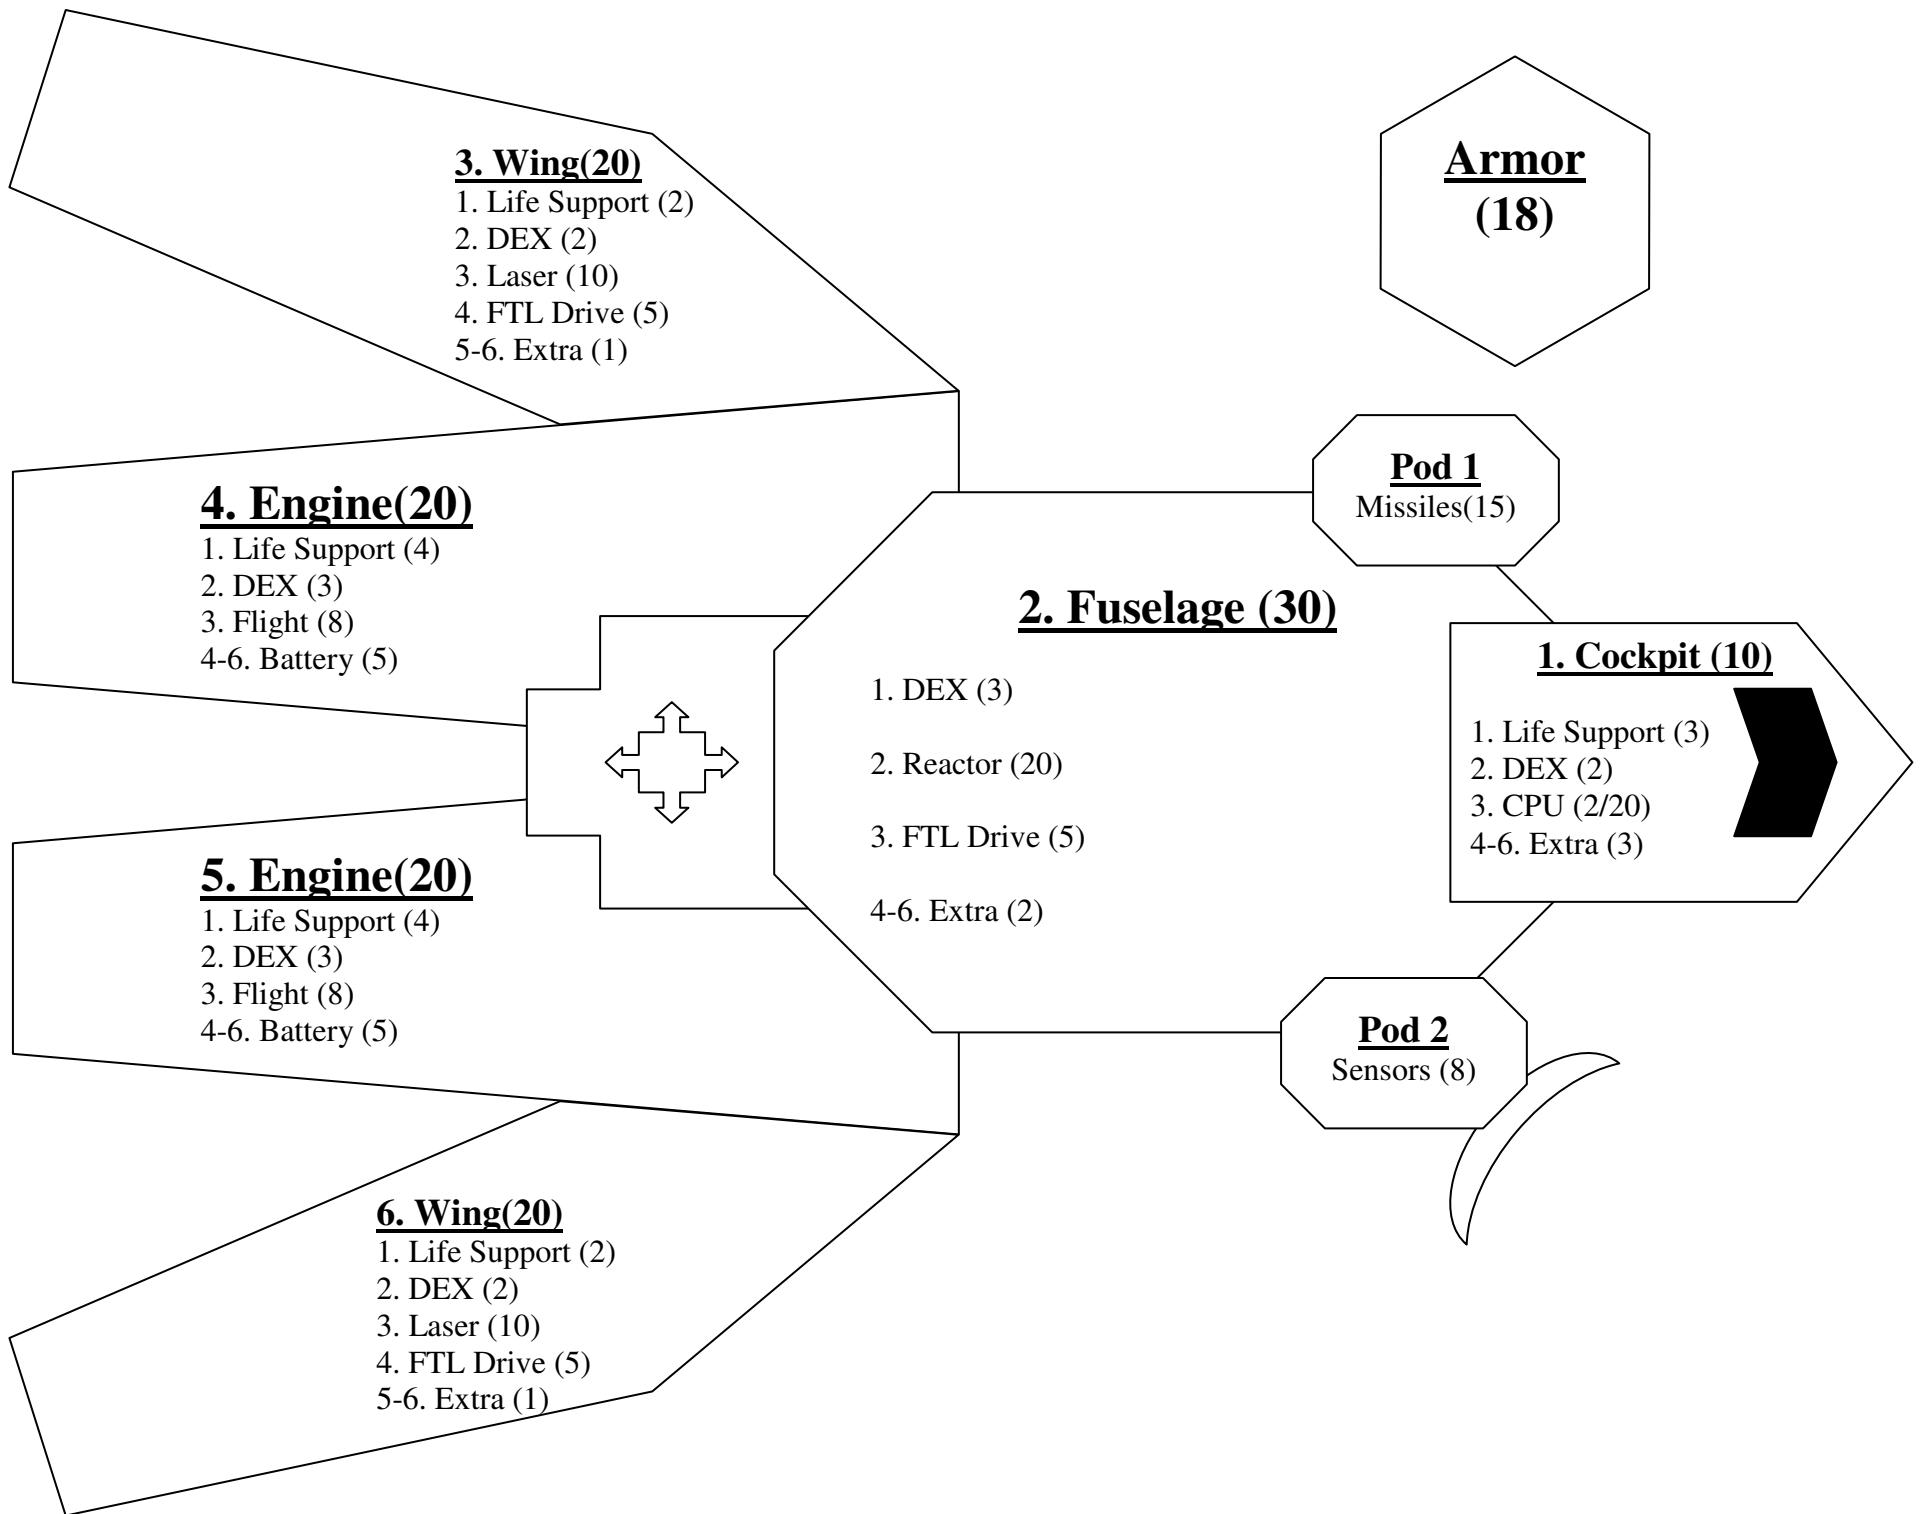 3. Wing(20)
1. Life Support (2)
2. DEX (2)
3. Laser (10)
4. FTL Drive (5)
5-6. Extra (1)
Armor
(18)
4. Engine(20)
1. Life Support (4)
2. DEX (3)
3. Flight (8)
4-6. Battery (5)
Pod 1
Missiles(15)
2. Fuselage (30)
1. DEX (3)
2. Reactor (20)
3. FTL Drive (5)
4-6. Extra (2)
1. Cockpit (10)
1. Life Support (3)
2. DEX (2)
3. CPU (2/20)
4-6. Extra (3)
5. Engine(20)
1. Life Support (4)
2. DEX (3)
3. Flight (8)
4-6. Battery (5)
Pod 2
Sensors (8)
6. Wing(20)
1. Life Support (2)
2. DEX (2)
3. Laser (10)
4. FTL Drive (5)
5-6. Extra (1)